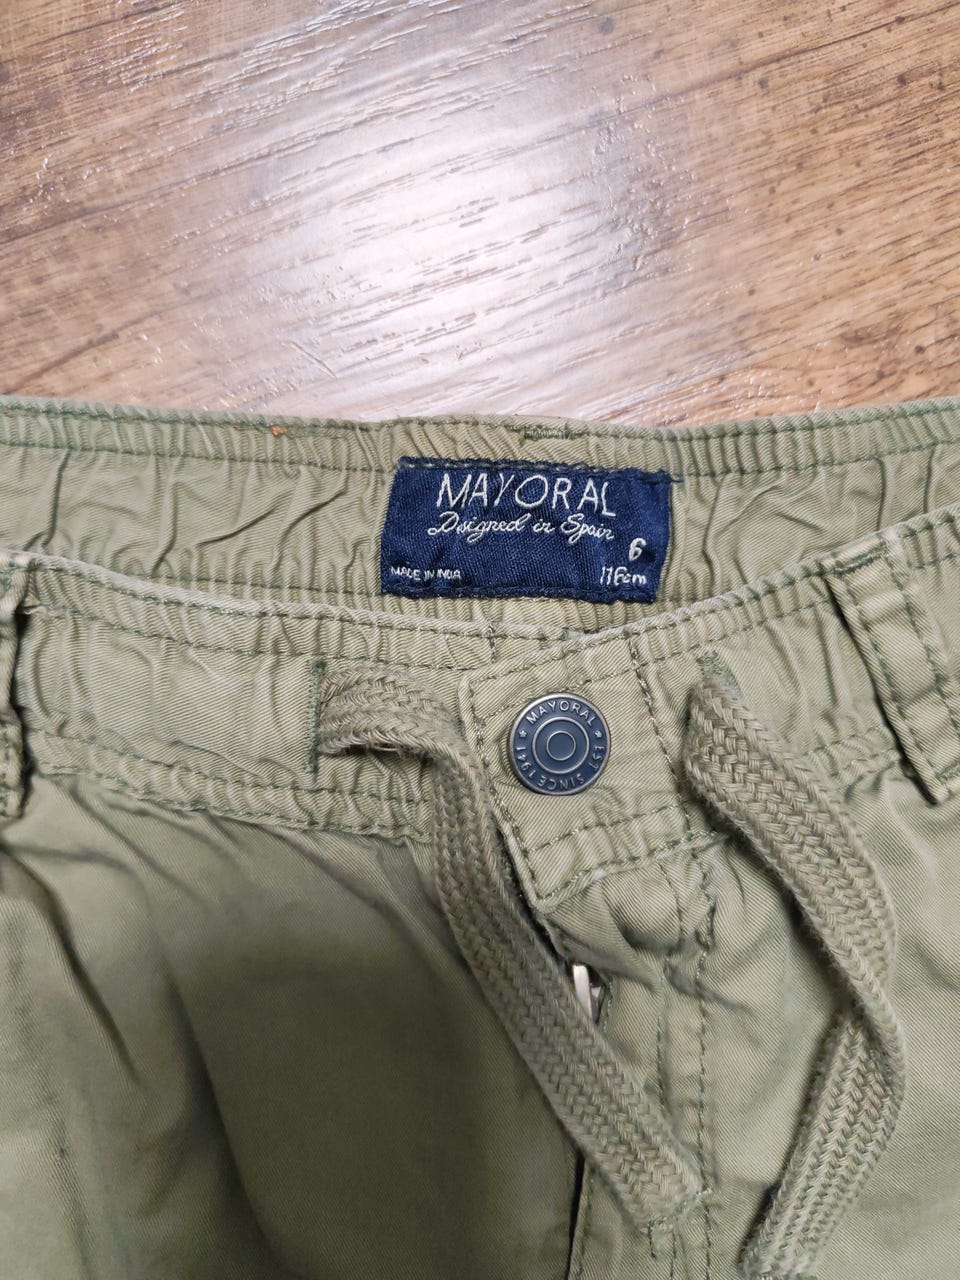 MAYORAL
Designed in Spain
6
MADE IN INDIA
116cm
MAYORAL
EST SINCE 1941